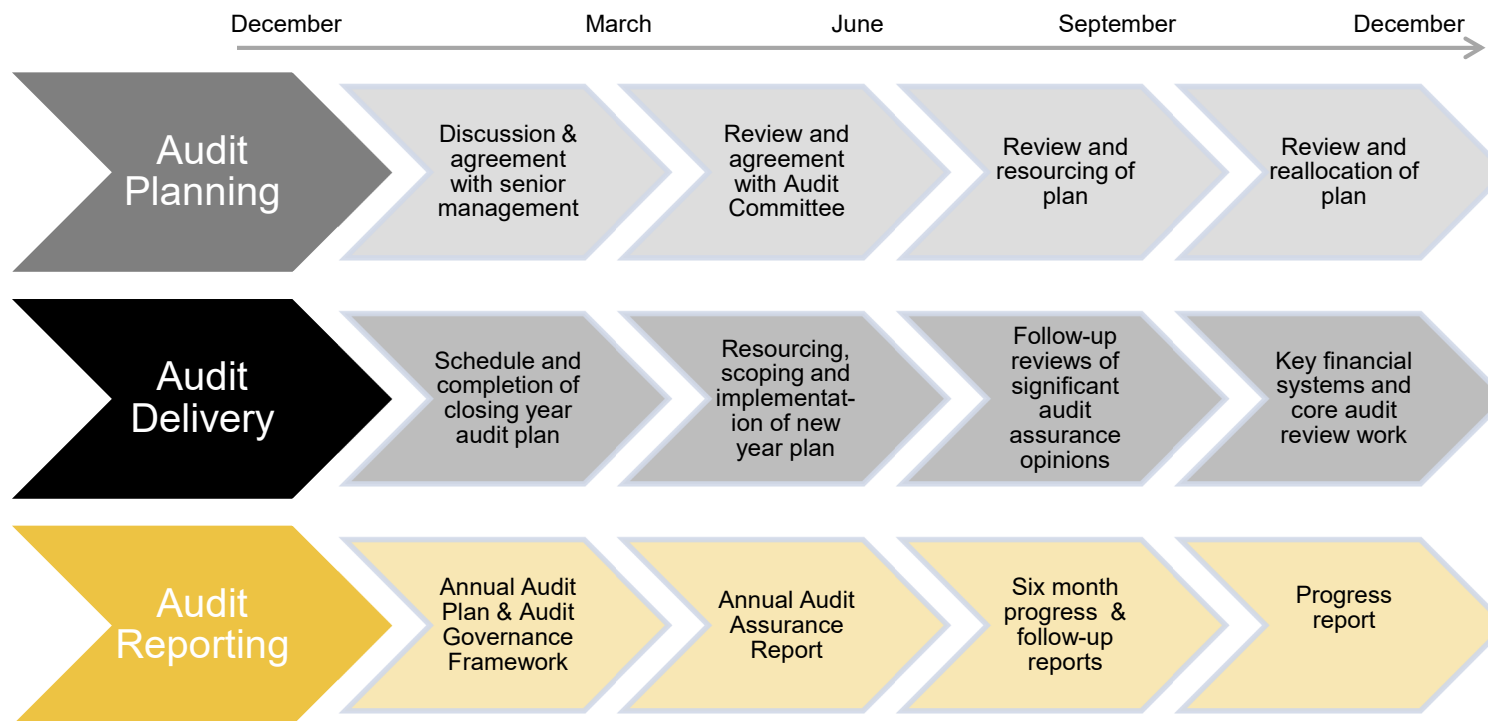 December March June September December
Audit
Planning
Discussion &
agreement
with senior
management
Review and
agreement
with Audit
Committee
Review and
resourcing of
plan
Review and
reallocation of
plan
Audit
Delivery
Schedule and
completion of
closing year
audit plan
Resourcing,
scoping and
implementat-
ion of new
year plan
Follow-up
reviews of
significant
audit
assurance
opinions
Key financial
systems and
core audit
review work
Audit
Reporting
Annual Audit
Plan & Audit
Governance
Framework
Annual Audit
Assurance
Report
Six month
progress  &
follow-up
reports
Progress
report